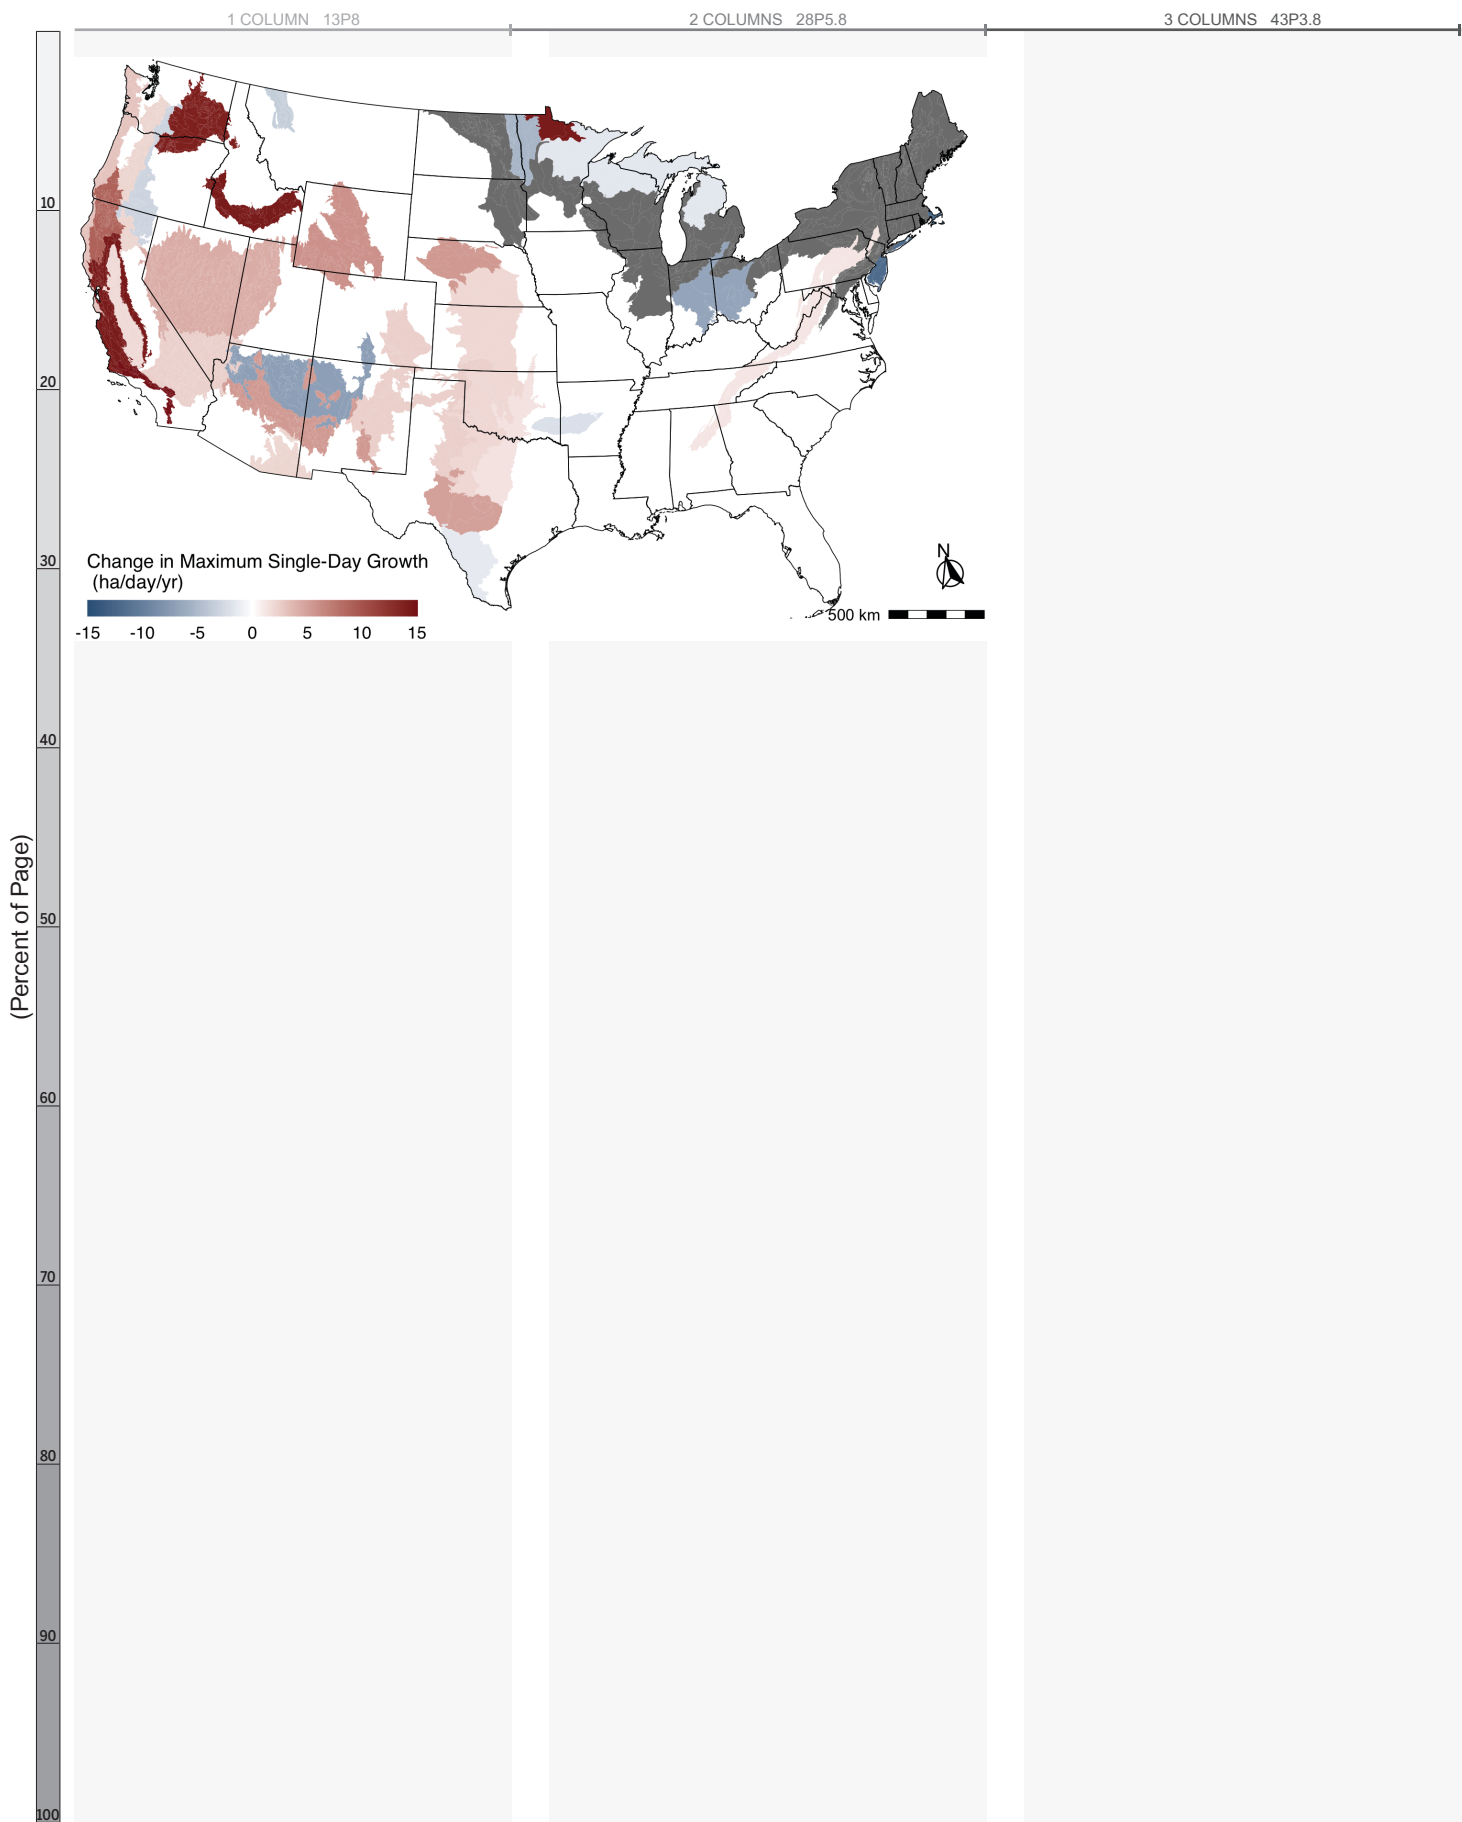 1 COLUMN 13P8
2 COLUMNS 28P5.8
3 COLUMNS 43P3.8
10
20
30
40
50
60
70
80
90
100
(Percent of Page)
Change in Maximum Single-Day Growth
(ha/day/yr)
-15 -10 -5 0 5 10 15
N
500 km